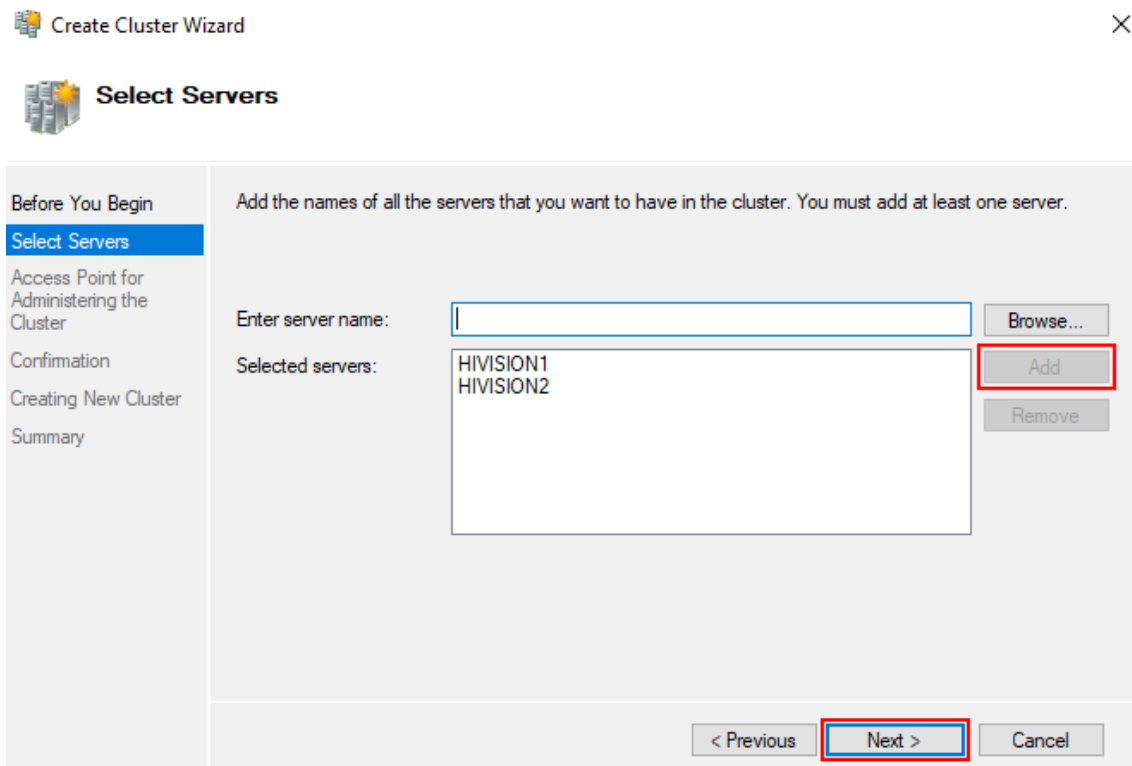 Create Cluster Wizard
Select Servers
Before You Begin
Select Servers
Access Point for
Administering the
Cluster
Confirmation
Creating New Cluster
Summary
Add the names of all the servers that you want to have in the cluster. You must add at least one server.
Enter server name:
Browse...
Selected servers:
HIVISION1
HIVISION2
Add
Remove
< Previous
Next >
Cancel